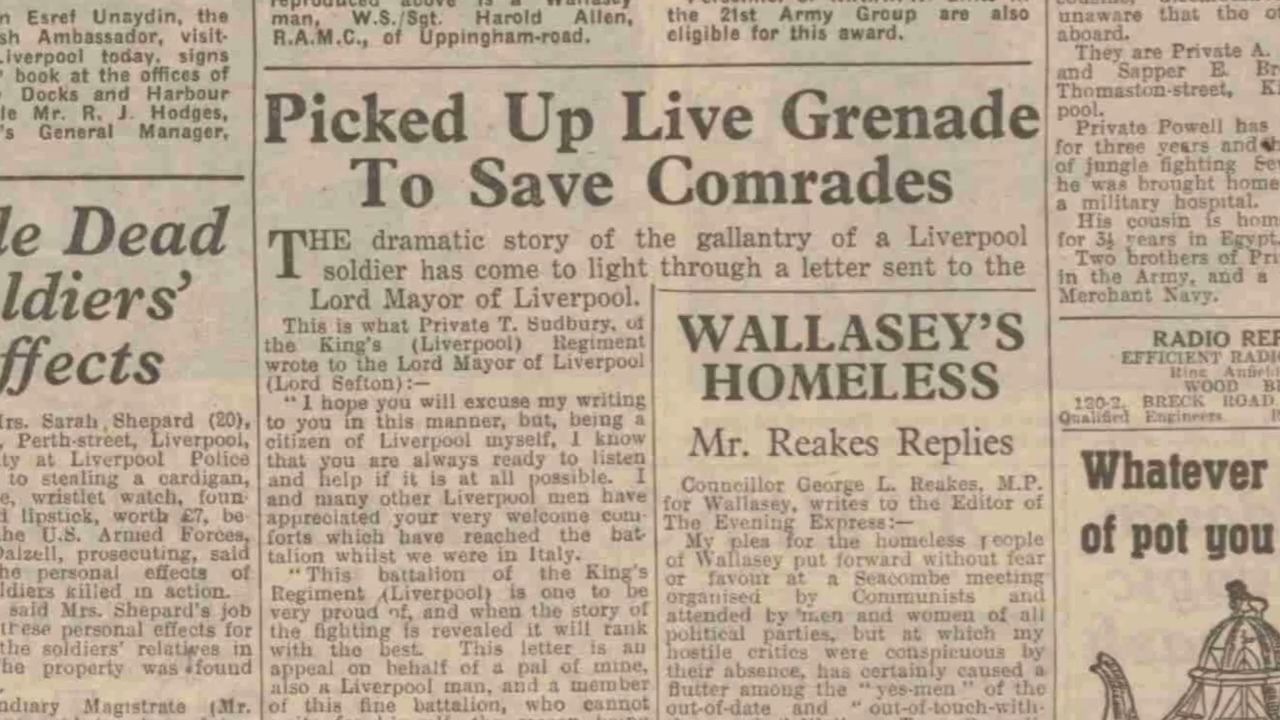 n Esref Unaydin, the
sh Ambassador, visit-
Liverpool today, signs
book at the offices of
Docks and Harbour
le Mr. R. J. Hodges,
's General Manager,
le Dead
ldiers'
ffects
Mrs. Sarah Shepard (20),
, Perth-street, Liverpool,
ty at Liverpool Police
to stealing a cardigan,
e, wristlet watch, foun-
d lipstick, worth £7, be-
the U.S. Armed Forces,
Dalzell, prosecuting, said
he personal effects of
ldiers killed in action.
said Mrs. Shepard's job
these personal effects for
the soldiers' relatives in
he property was found
ndiary Magistrate (Mr.
reproduced above is a Wallasey
man, W.S./Sgt. Harold Allen,
R.A.M.C., of Uppingham-road.
the 21st Army Group are also
eligible for this award.
Picked Up Live Grenade
To Save Comrades
THE dramatic story of the gallantry of a Liverpool
soldier has come to light through a letter sent to the
Lord Mayor of Liverpool.
This is what Private T. Sudbury, of
the King's (Liverpool) Regiment
wrote to the Lord Mayor of Liverpool
(Lord Sefton):—
"I hope you will excuse my writing
to you in this manner, but, being a
citizen of Liverpool myself, I know
that you are always ready to listen
and help if it is at all possible. I
and many other Liverpool men have
appreciated your very welcome com-
forts which have reached the bat-
talion whilst we were in Italy.
"This battalion of the King's
Regiment (Liverpool) is one to be
very proud of, and when the story of
the fighting is revealed it will rank
with the best. This letter is an
appeal on behalf of a pal of mine,
also a Liverpool man, and a member
of this fine battalion, who cannot
WALLASEY'S
HOMELESS
Mr. Reakes Replies
Councillor George L. Reakes, M.P.
for Wallasey, writes to the Editor of
The Evening Express:—
My plea for the homeless people
of Wallasey put forward without fear
or favour at a Seacombe meeting
organised by Communists and
attended by men and women of all
political parties, but at which my
hostile critics were conspicuous by
their absence, has certainly caused a
flutter among the "yes-men" of the
out-of-date and "out-of-touch-with-
unaware that the
aboard.
They are Private A.
and Sapper E. Br
Thomaston-street, Ki
pool.
Private Powell has
for three years and
of jungle fighting
he was brought home
a military hospital.
His cousin is hom
for 3½ years in Egypt.
Two brothers of Pri
in the Army, and a
Merchant Navy.
RADIO REP
EFFICIENT RADI
Ring Anfield
WOOD
120-2, BRECK ROAD
Qualified Engineers
Whatever
of pot you